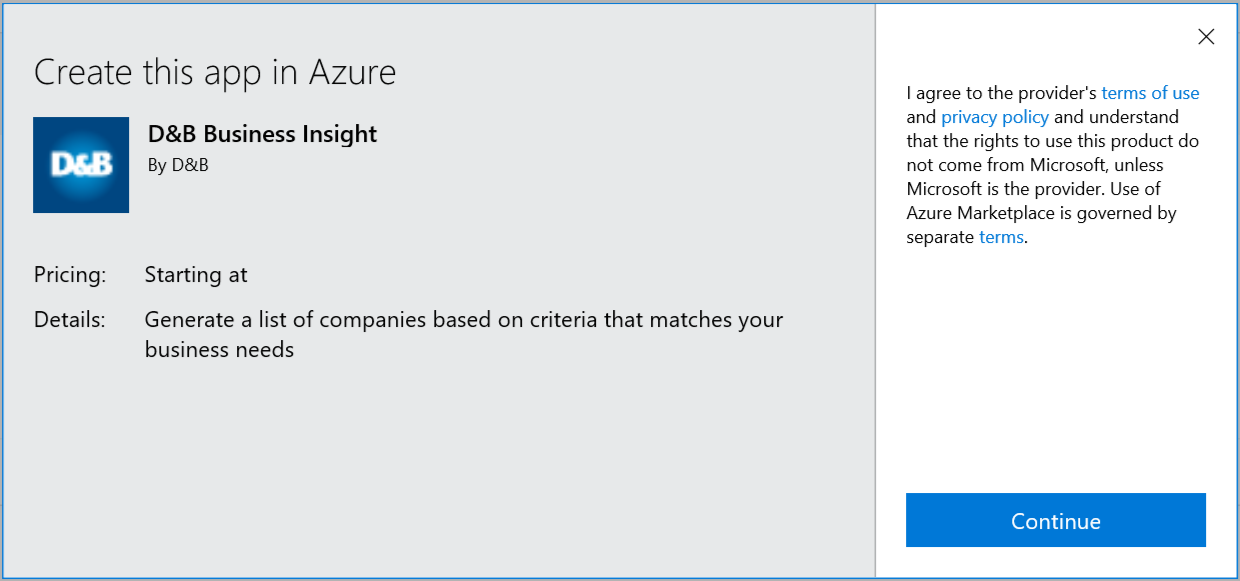 Create this app in Azure
D&B
D&B Business Insight
By D&B
Pricing: Starting at
Details: Generate a list of companies based on criteria that matches your
business needs
I agree to the provider's terms of use
and privacy policy and understand
that the rights to use this product do
not come from Microsoft, unless
Microsoft is the provider. Use of
Azure Marketplace is governed by
separate terms.
Continue